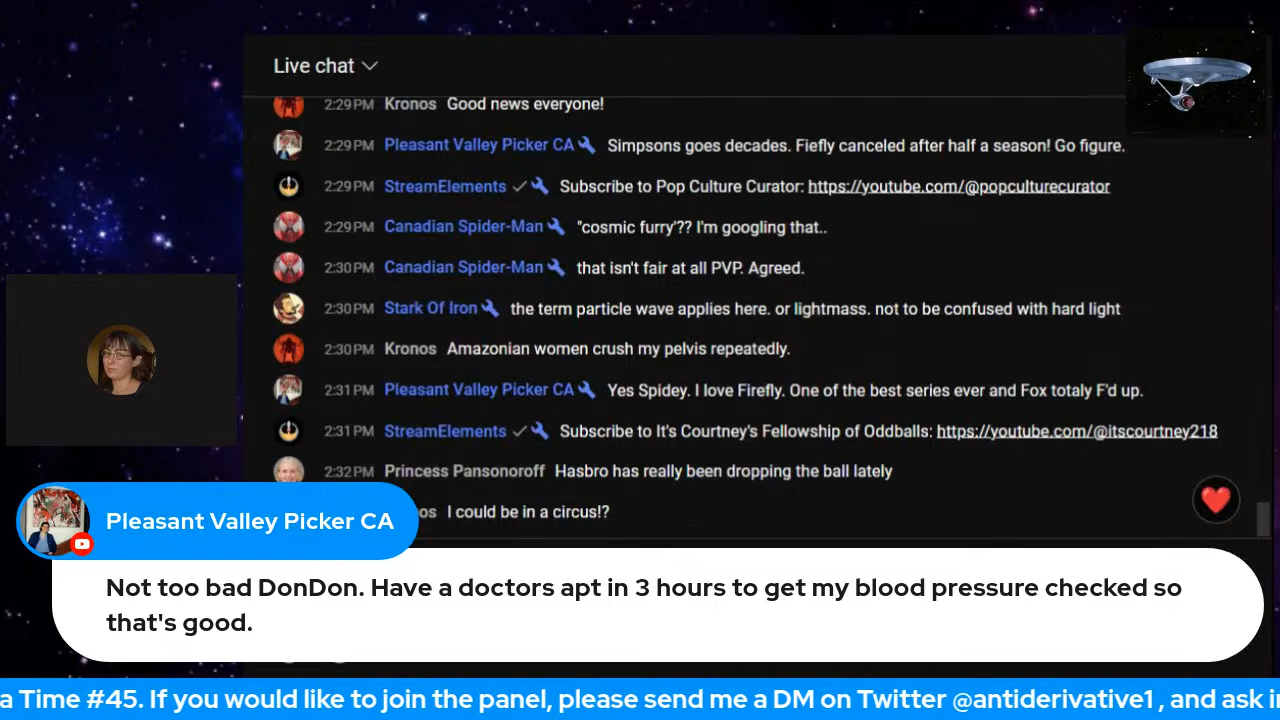 Live chat
2:29 PM Kronos Good news everyone!
2:29 PM Pleasant Valley Picker CA Simpsons goes decades. Fiefly canceled after half a season! Go figure.
2:29 PM StreamElements Subscribe to Pop Culture Curator: https://youtube.com/@popculturecurator
2:29 PM Canadian Spider-Man "cosmic furry'?? I'm googling that..
2:30 PM Canadian Spider-Man that isn't fair at all PVP. Agreed.
2:30 PM Stark Of Iron the term particle wave applies here. or lightmass. not to be confused with hard light
2:30 PM Kronos Amazonian women crush my pelvis repeatedly.
2:31 PM Pleasant Valley Picker CA Yes Spidey. I love Firefly. One of the best series ever and Fox totaly F'd up.
2:31 PM StreamElements Subscribe to It's Courtney's Fellowship of Oddballs: https://youtube.com/@itscourtney218
2:32 PM Princess Pansonoroff Hasbro has really been dropping the ball lately
os I could be in a circus!?
Pleasant Valley Picker CA
Not too bad DonDon. Have a doctors apt in 3 hours to get my blood pressure checked so
that's good.
a Time #45. If you would like to join the panel, please send me a DM on Twitter @antiderivative1 , and ask i